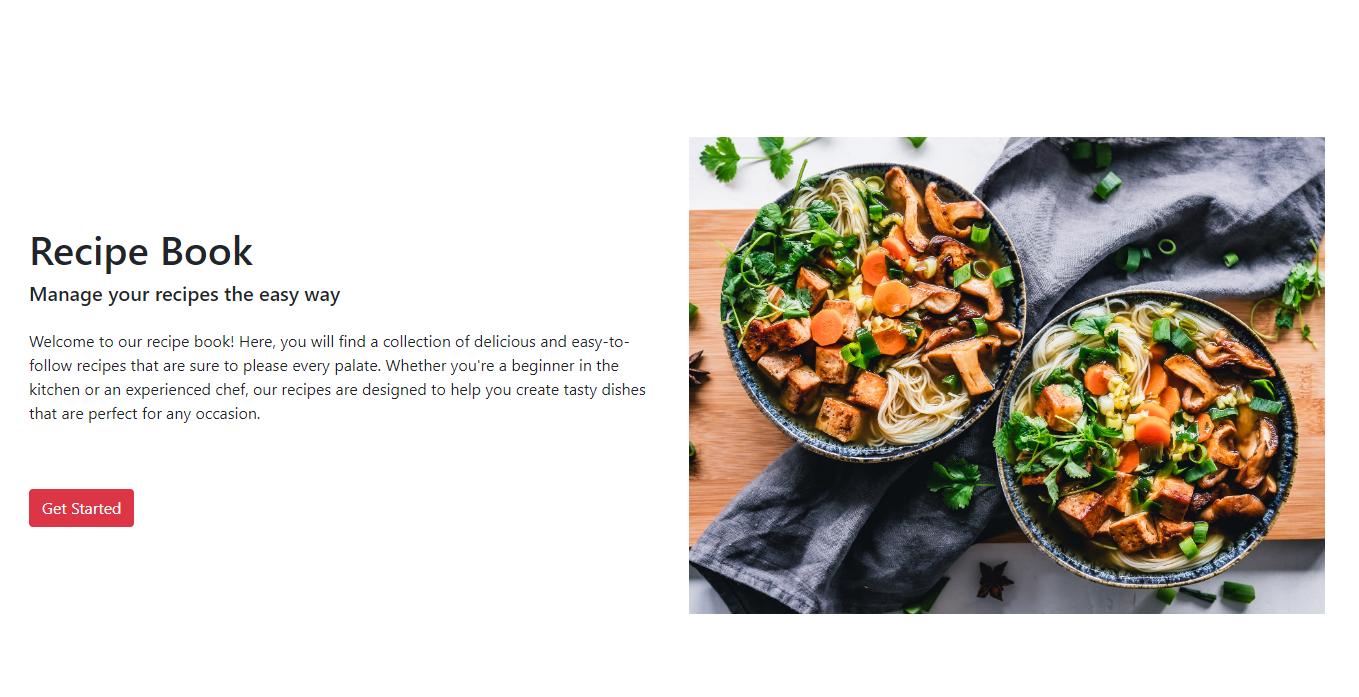 Recipe Book
Manage your recipes the easy way
Welcome to our recipe book! Here, you will find a collection of delicious and easy-to-
follow recipes that are sure to please every palate. Whether you're a beginner in the
kitchen or an experienced chef, our recipes are designed to help you create tasty dishes
that are perfect for any occasion.
Get Started